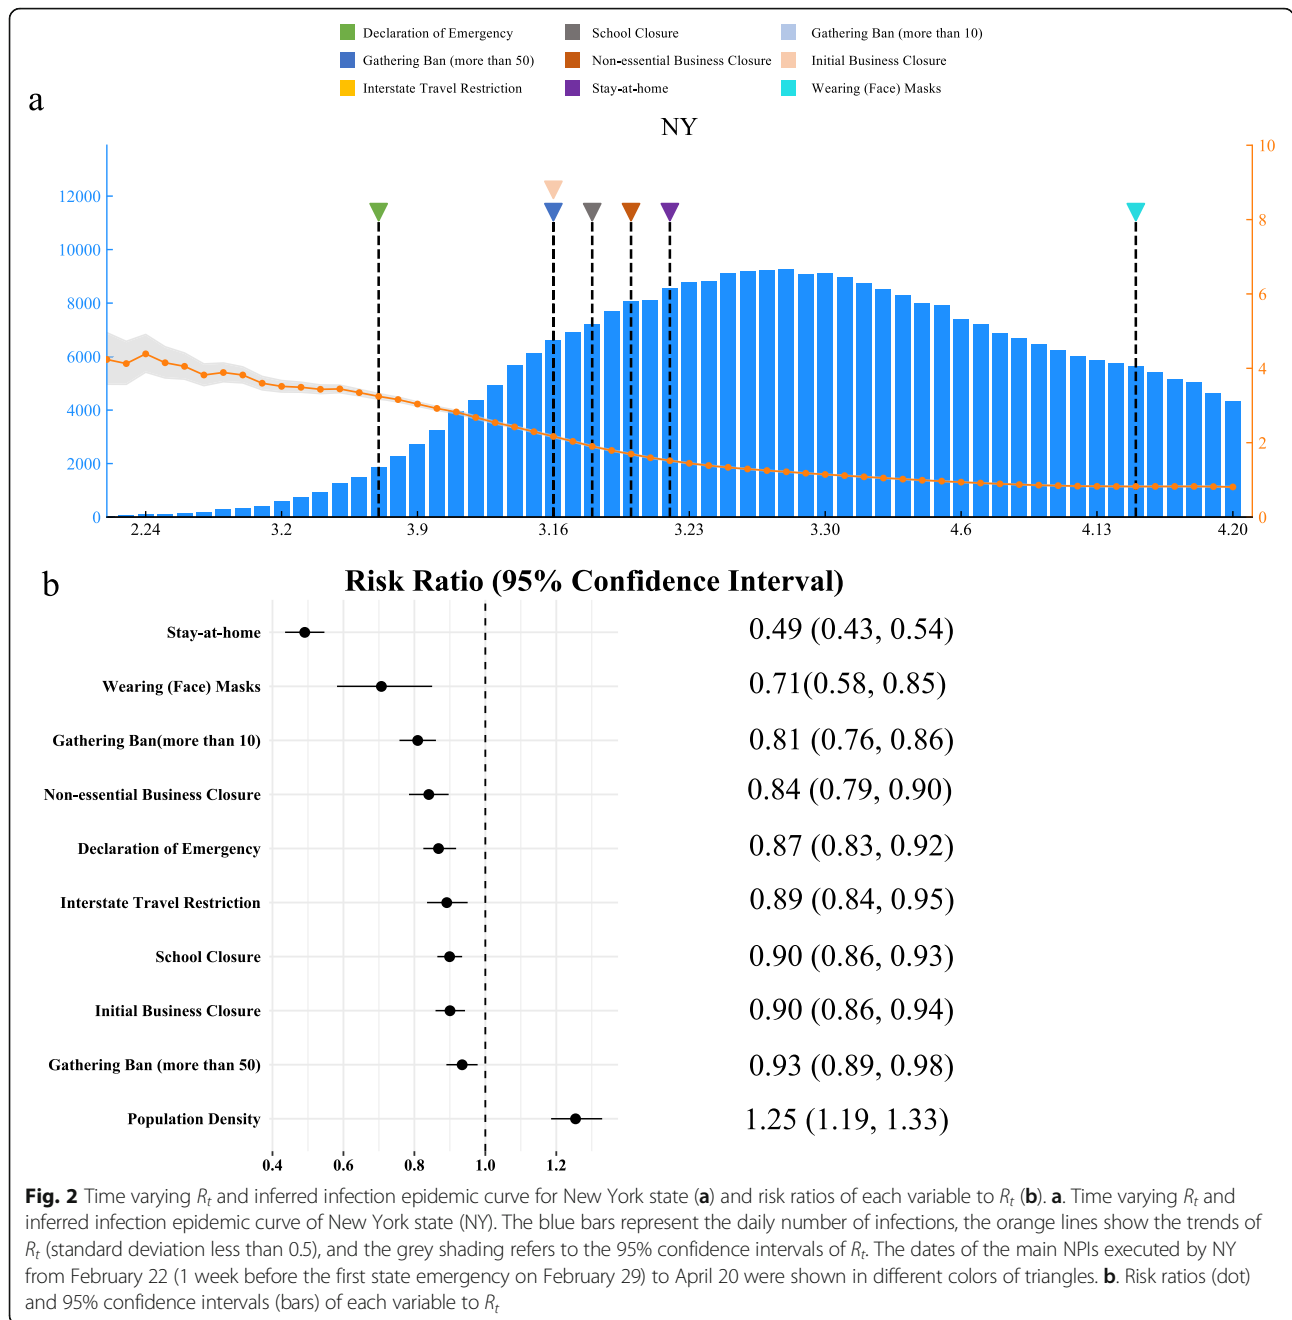 Declaration of Emergency
School Closure
Gathering Ban (more than 10)
Gathering Ban (more than 50)
Non-essential Business Closure
Initial Business Closure
Interstate Travel Restriction
Stay-at-home
Wearing (Face) Masks
a
NY
12000
10000
8000
6000
4000
2000
0
10
8
6
4
2
0
2.24 3.2 3.9 3.16 3.23 3.30 4.6 4.13 4.20
b
Risk Ratio (95% Confidence Interval)
Stay-at-home 0.49 (0.43, 0.54)
Wearing (Face) Masks 0.71(0.58, 0.85)
Gathering Ban(more than 10) 0.81 (0.76, 0.86)
Non-essential Business Closure 0.84 (0.79, 0.90)
Declaration of Emergency 0.87 (0.83, 0.92)
Interstate Travel Restriction 0.89 (0.84, 0.95)
School Closure 0.90 (0.86, 0.93)
Initial Business Closure 0.90 (0.86, 0.94)
Gathering Ban (more than 50) 0.93 (0.89, 0.98)
Population Density 1.25 (1.19, 1.33)
0.4 0.6 0.8 1.0 1.2
Fig. 2 Time varying Rt and inferred infection epidemic curve for New York state (a) and risk ratios of each variable to Rt (b). a. Time varying Rt and
inferred infection epidemic curve of New York state (NY). The blue bars represent the daily number of infections, the orange lines show the trends of
Rt (standard deviation less than 0.5), and the grey shading refers to the 95% confidence intervals of Rt. The dates of the main NPIs executed by NY
from February 22 (1 week before the first state emergency on February 29) to April 20 were shown in different colors of triangles. b. Risk ratios (dot)
and 95% confidence intervals (bars) of each variable to Rt